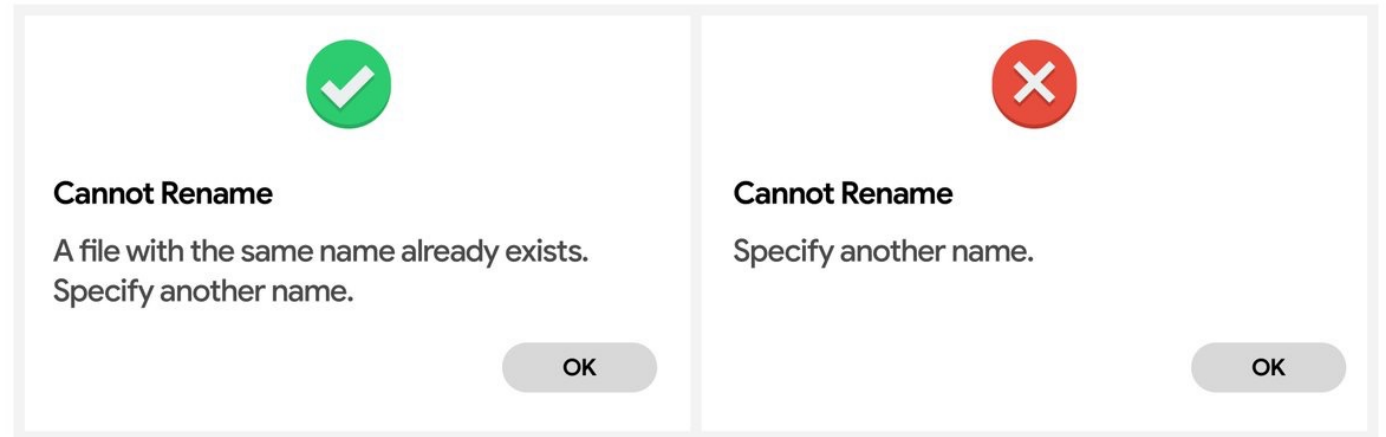 Cannot Rename
A file with the same name already exists.
Specify another name.
OK
Cannot Rename
Specify another name.
OK